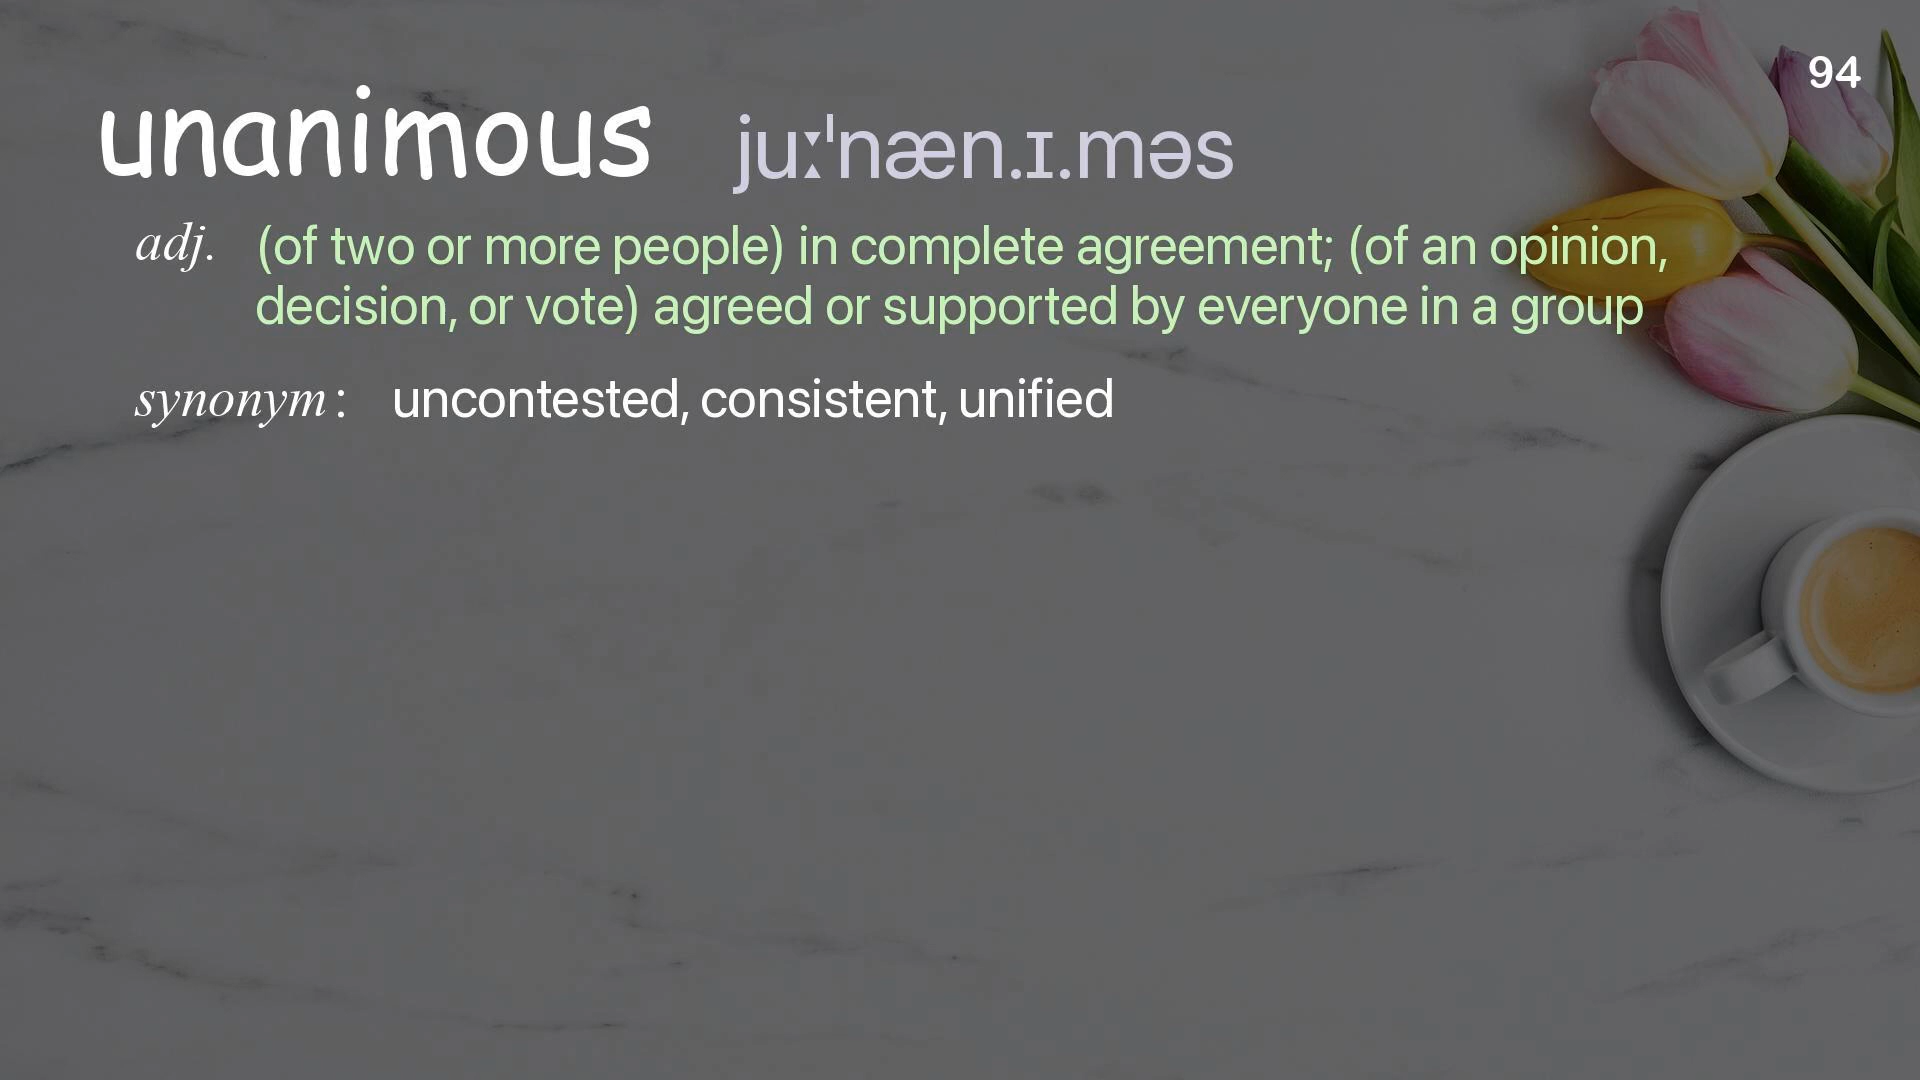 94
unanimous juːˈnæn.ɪ.məs
adj. (of two or more people) in complete agreement; (of an opinion,
decision, or vote) agreed or supported by everyone in a group
synonym : uncontested, consistent, unified